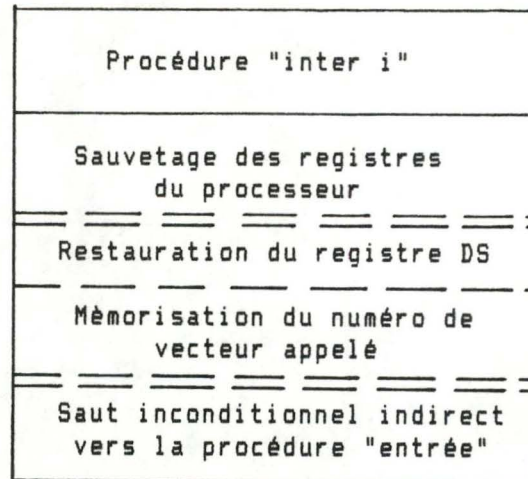 Procédure "inter i"
Sauvetage des registres
du processeur
Restauration du registre DS
Mèmorisation du numéro de
vecteur appelé
Saut inconditionnel indirect
vers la procédure "entrée"